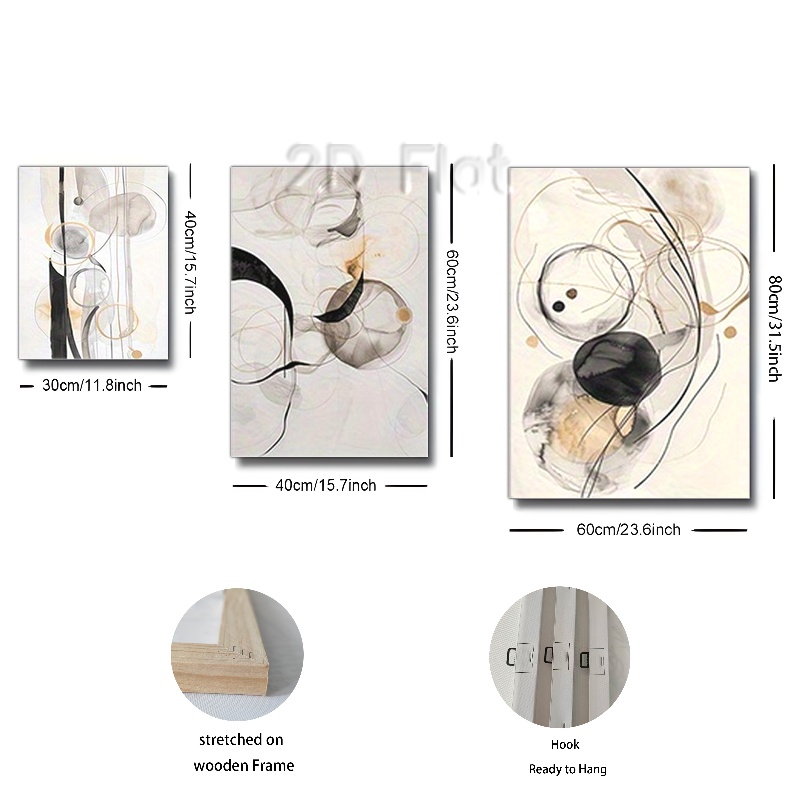 2D Flat
40cm/15.7inch
30cm/11.8inch
60cm/23.6inch
40cm/15.7inch
80cm/31.5inch
60cm/23.6inch
stretched on
wooden Frame
Hook
Ready to Hang